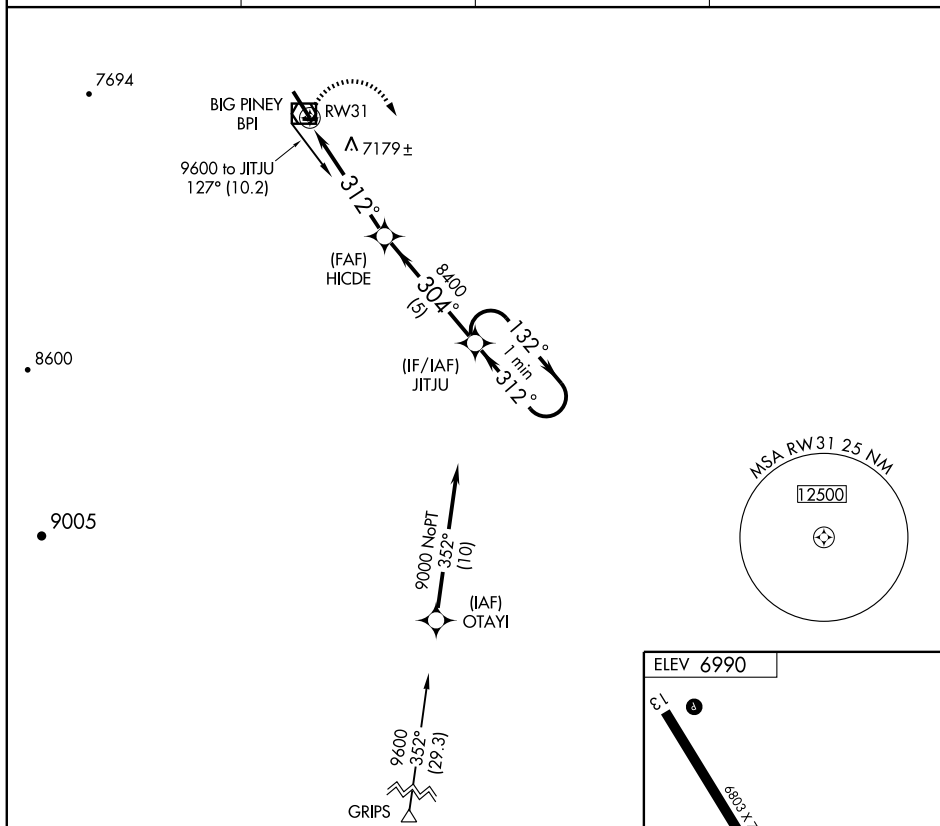 7694
BIG PINEY
BPI
RW31
7179±
9600 to JITJU
127° (10.2)
312°
(FAF)
HICDE
8400
304°
(5)
8600
(IF/IAF)
JITJU
132°
1 min
312°
MSA RW31 25 NM
12500
9005
9000 NoPT
352°
(10)
(IAF)
OTAYI
ELEV 6990
13
P
6803 X
9600
352°
(29.3)
GRIPS